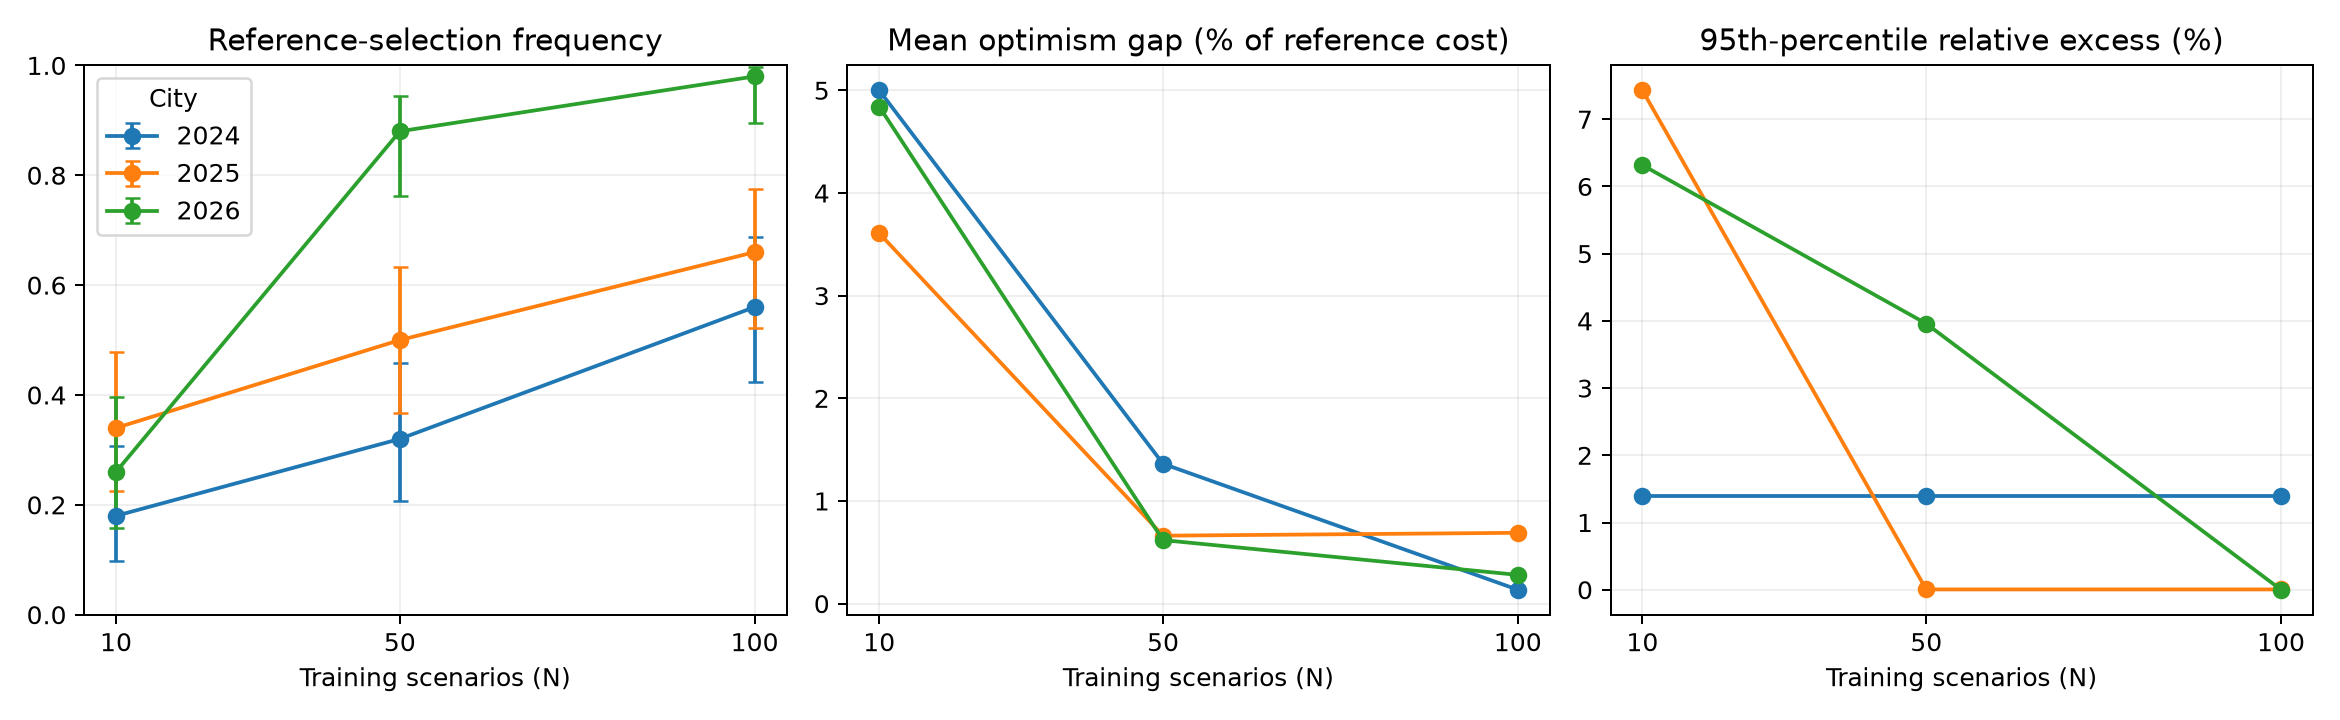 Reference-selection frequency
1.0
0.8
0.6
0.4
0.2
0.0
City
2024
2025
2026
10 50 100
Training scenarios (N)
Mean optimism gap (% of reference cost)
5
4
3
2
1
0
10 50 100
Training scenarios (N)
95th-percentile relative excess (%)
7
6
5
4
3
2
1
0
10 50 100
Training scenarios (N)